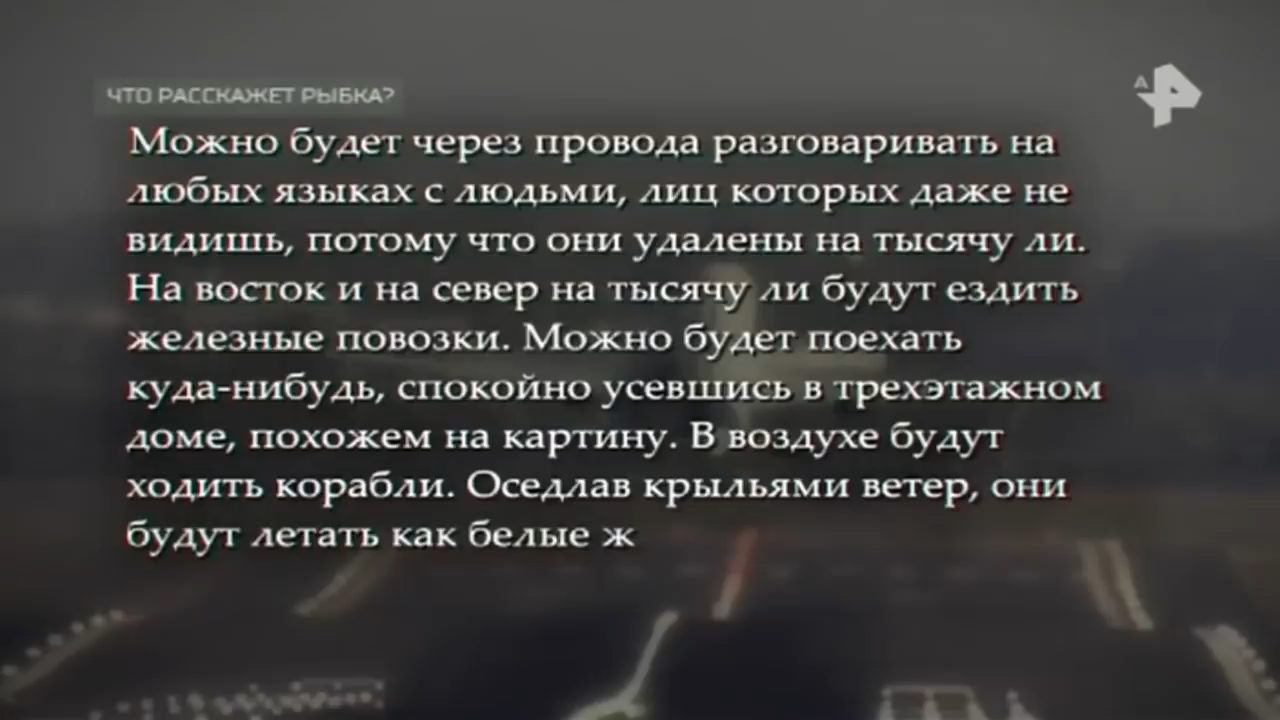 ЧТО РАССКАЖЕТ РЫБКА?
Можно будет через провода разговаривать на
любых языках с людьми, лиц которых даже не
видишь, потому что они удалены на тысячу ли.
На восток и на север на тысячу ли будут ездить
железные повозки. Можно будет поехать
куда-нибудь, спокойно усевшись в трехэтажном
доме, похожем на картину. В воздухе будут
ходить корабли. Оседлав крыльями ветер, они
будут летать как белые ж